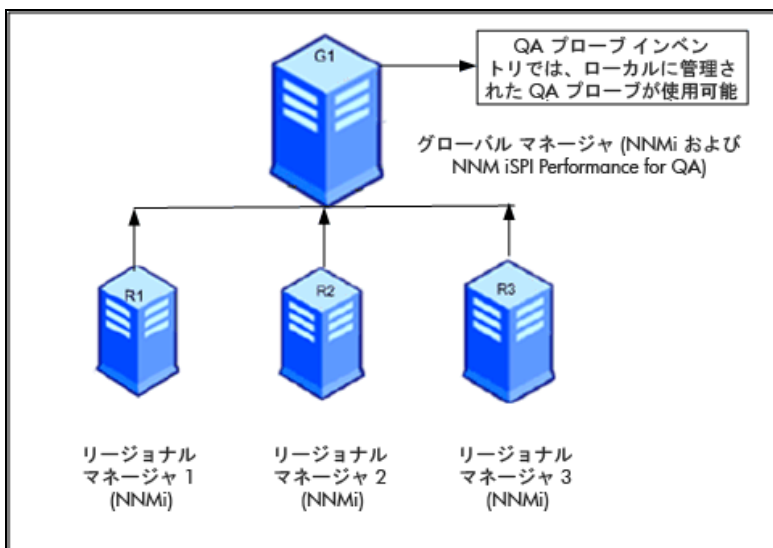 G1
QA プローブ インベン
トリでは、ローカルに管理さ
れた QA プローブが使用可能
グローバル マネージャ (NNMi および
NNM iSPI Performance for QA)
R1
R2
R3
リージョナル
マネージャ 1
(NNMi)
リージョナル
マネージャ 2
(NNMi)
リージョナル
マネージャ 3
(NNMi)